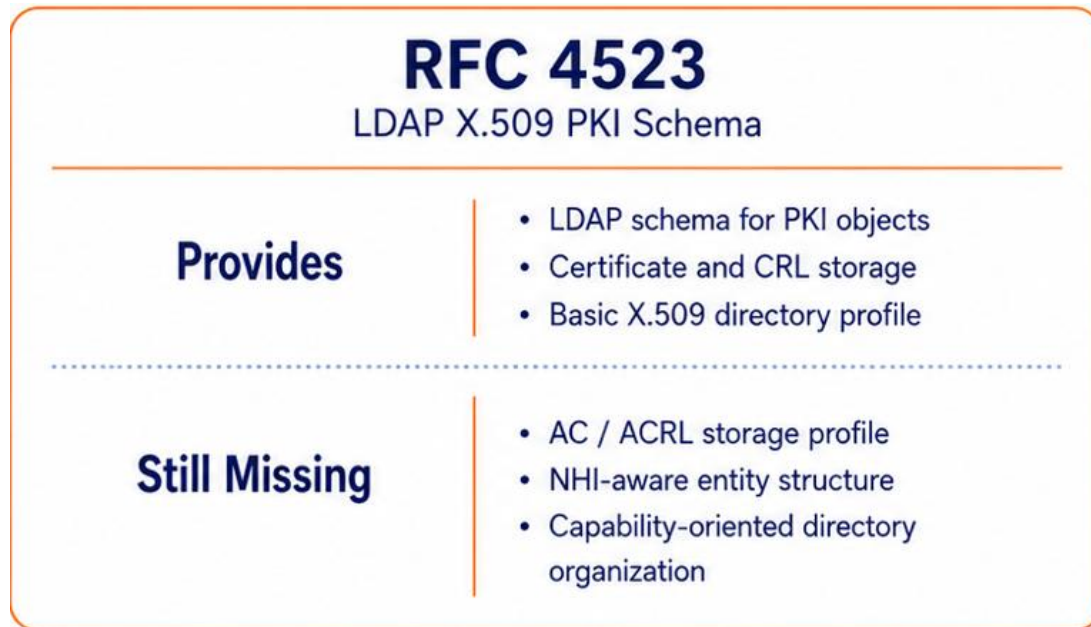 RFC 4523
LDAP X.509 PKI Schema
Provides
• LDAP schema for PKI objects
• Certificate and CRL storage
• Basic X.509 directory profile
Still Missing
• AC / ACRL storage profile
• NHI-aware entity structure
• Capability-oriented directory
organization